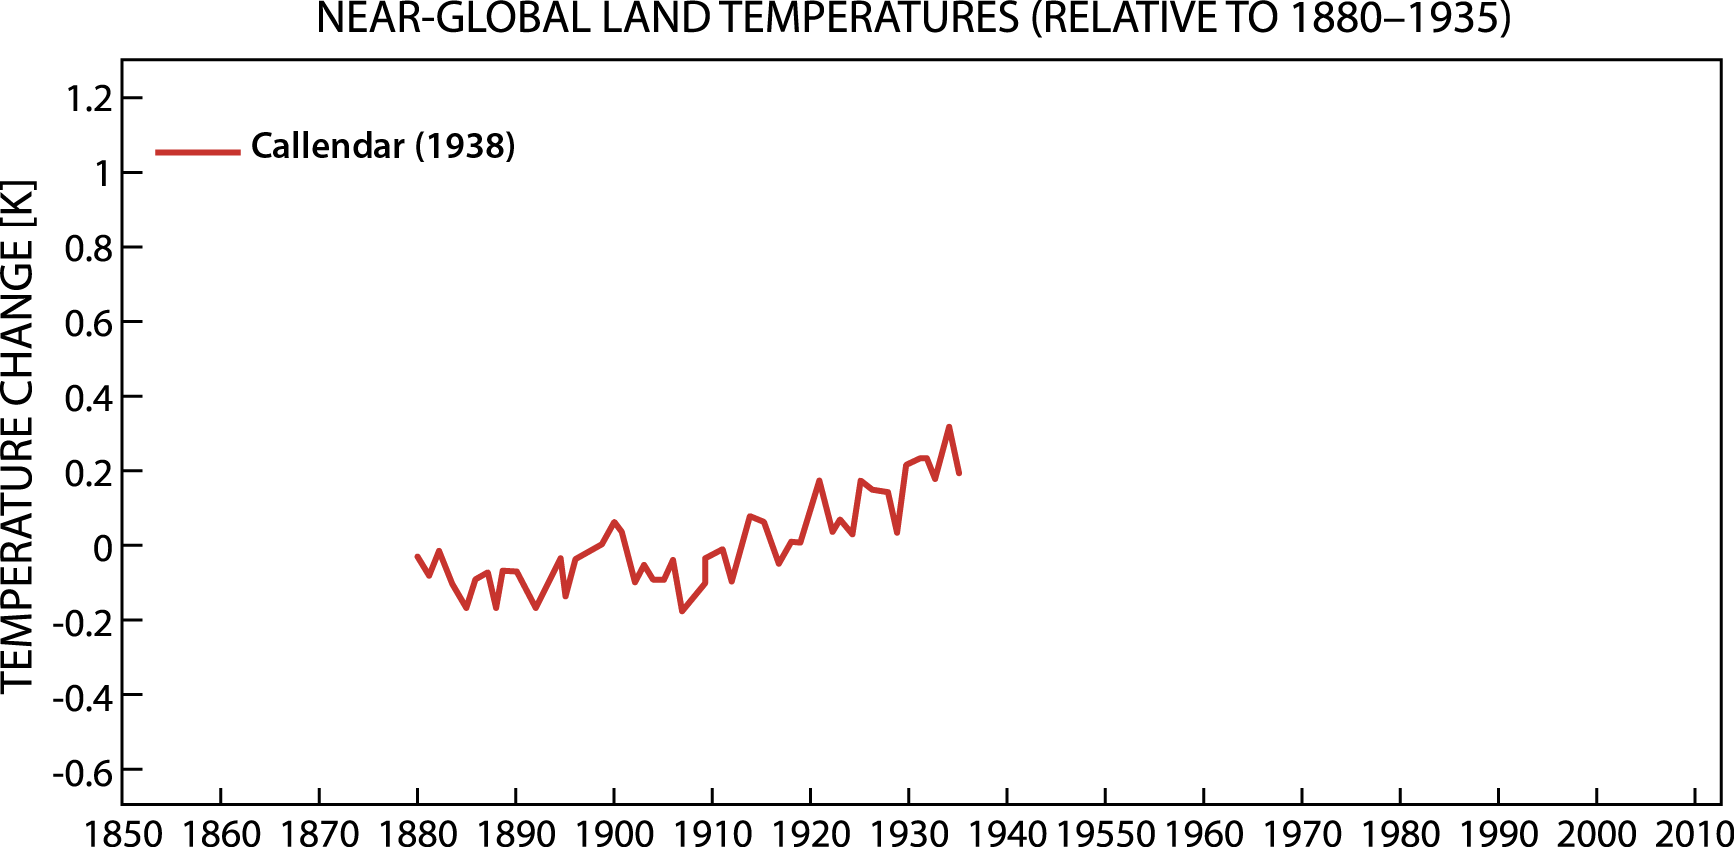 NEAR-GLOBAL LAND TEMPERATURES (RELATIVE TO 1880–1935)
TEMPERATURE CHANGE [K]
1.2
Callendar (1938)
1
0.8
0.6
0.4
0.2
0
-0.2
-0.4
-0.6
1850 1860 1870 1880 1890 1900 1910 1920 1930 1940 19550 1960 1970 1980 1990 2000 2010